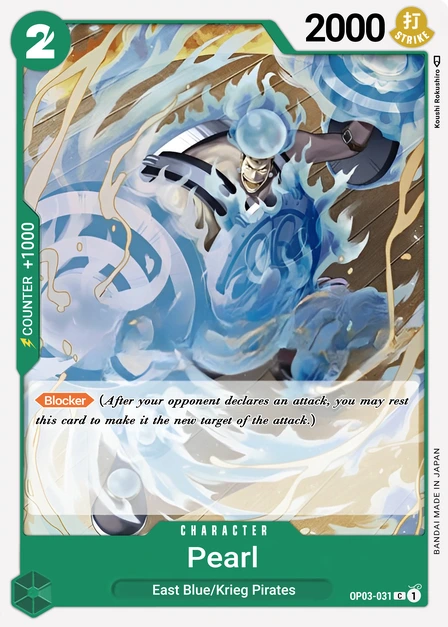 2
2000
打
STRIKE
Koushi Rokushiro
COUNTER +1000
Blocker (After your opponent declares an attack, you may rest
this card to make it the new target of the attack.)
BANDAI MADE IN JAPAN
CHARACTER
Pearl
East Blue/Krieg Pirates
OP03-031 C 1